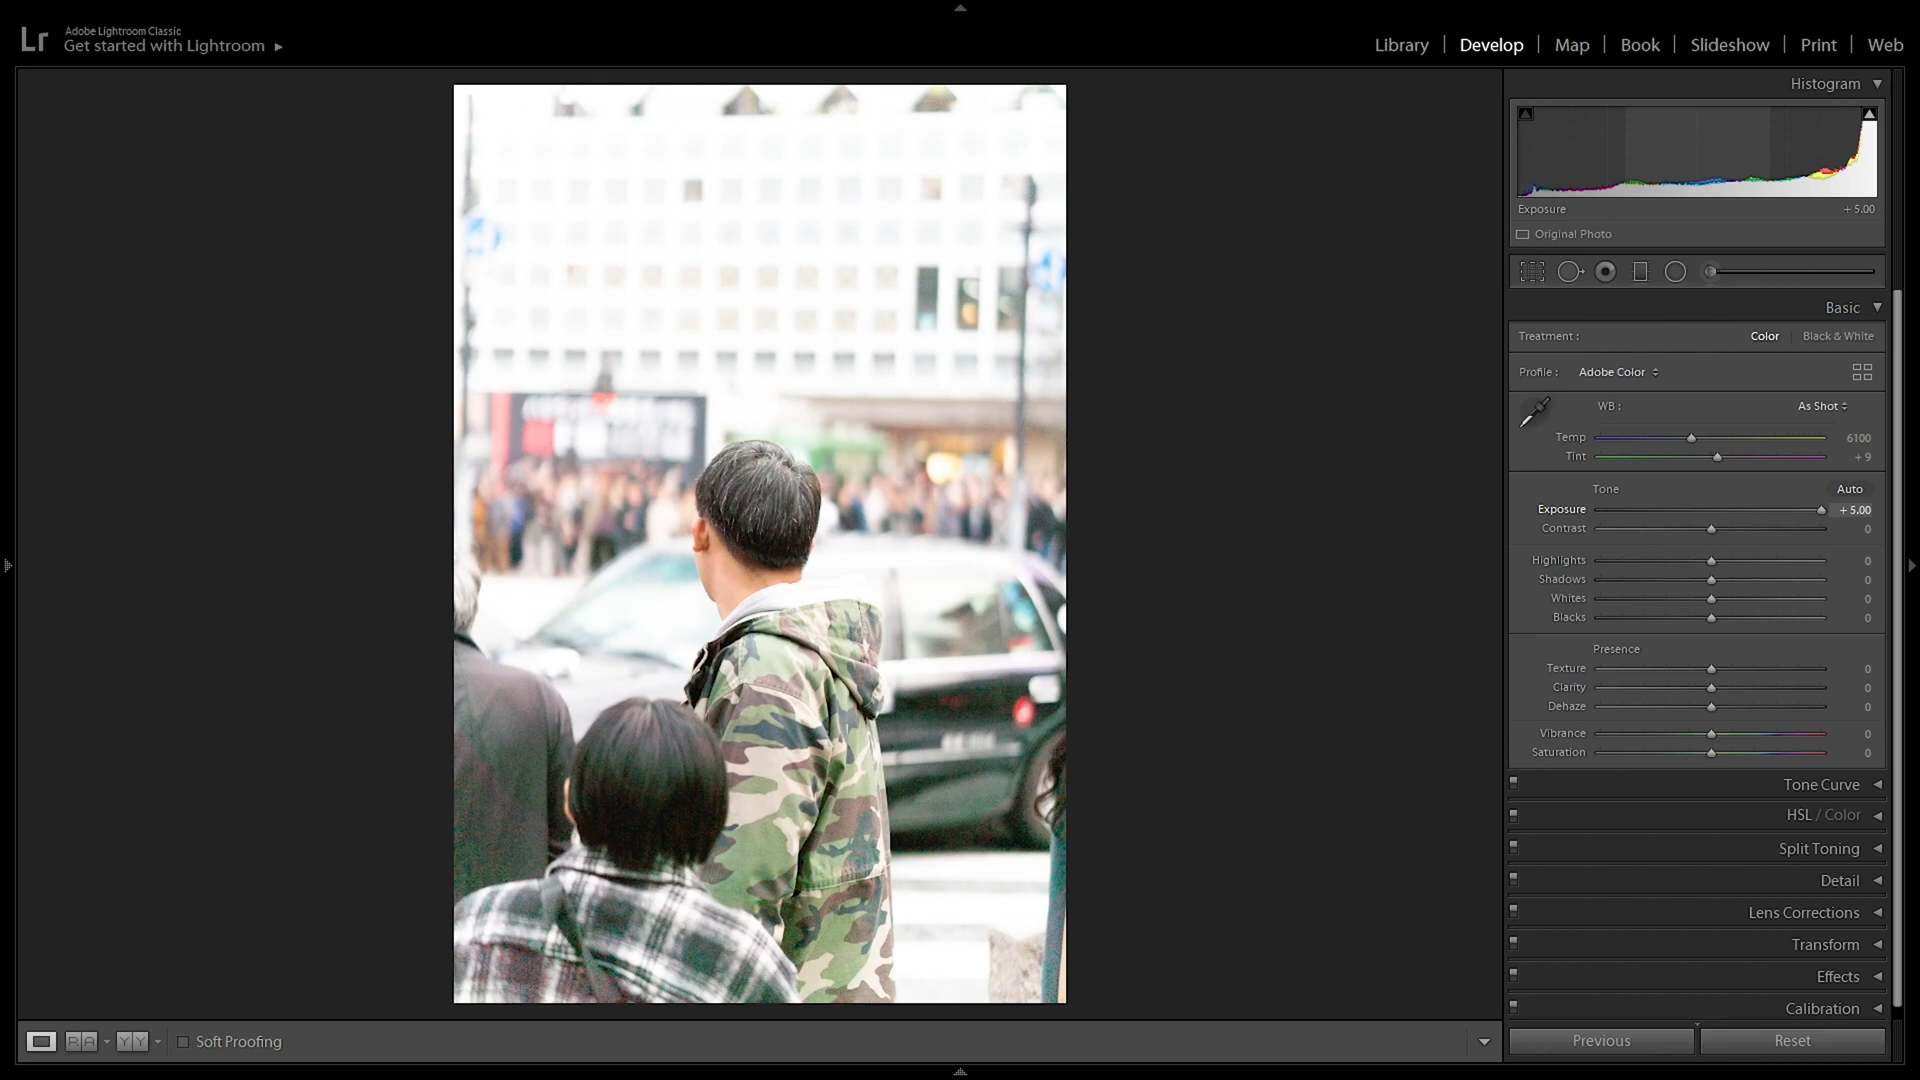 Lr
Adobe Lightroom Classic
Get started with Lightroom
Library | Develop | Map | Book | Slideshow | Print | Web
Histogram
Exposure + 5.00
Original Photo
Basic
Treatment : Color | Black & White
Profile : Adobe Color
WB : As Shot
Temp 6100
Tint + 9
Tone Auto
Exposure + 5.00
Contrast 0
Highlights 0
Shadows 0
Whites 0
Blacks 0
Presence
Texture 0
Clarity 0
Dehaze 0
Vibrance 0
Saturation 0
Tone Curve
HSL / Color
Split Toning
Detail
Lens Corrections
Transform
Effects
Calibration
R A Y Y Soft Proofing
Previous Reset